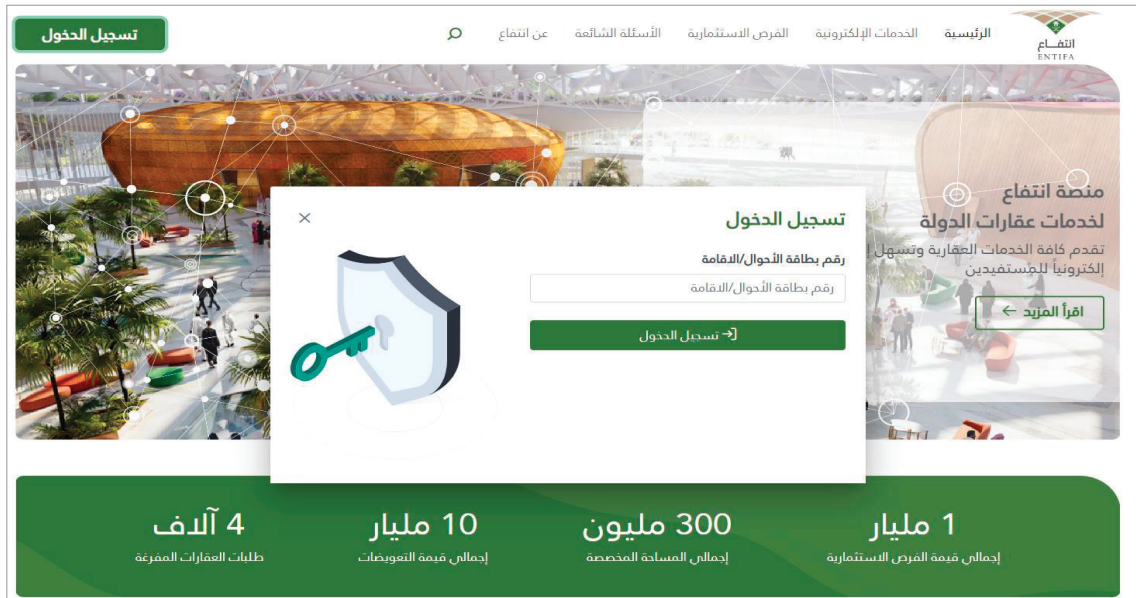 انتفــاع
ENTIFA
الرئيسية
الخدمات الإلكترونية
الفرص الاستثمارية
الأسئلة الشائعة
عن انتفاع
تسجيل الدخول
منصة انتفاع
لخدمات عقارات الدولة
تقدم كافة الخدمات العقارية وتسهل
إلكترونياً للمستفيدين
اقرأ المزيد
تسجيل الدخول
رقم بطاقة الأحوال/الاقامة
رقم بطاقة الأحوال/الاقامة
تسجيل الدخول
1 مليار
إجمالي قيمة الفرص الاستثمارية
300 مليون
إجمالي المساحة المخصصة
10 مليار
إجمالي قيمة التعويضات
4 آلاف
طلبات العقارات المفرغة